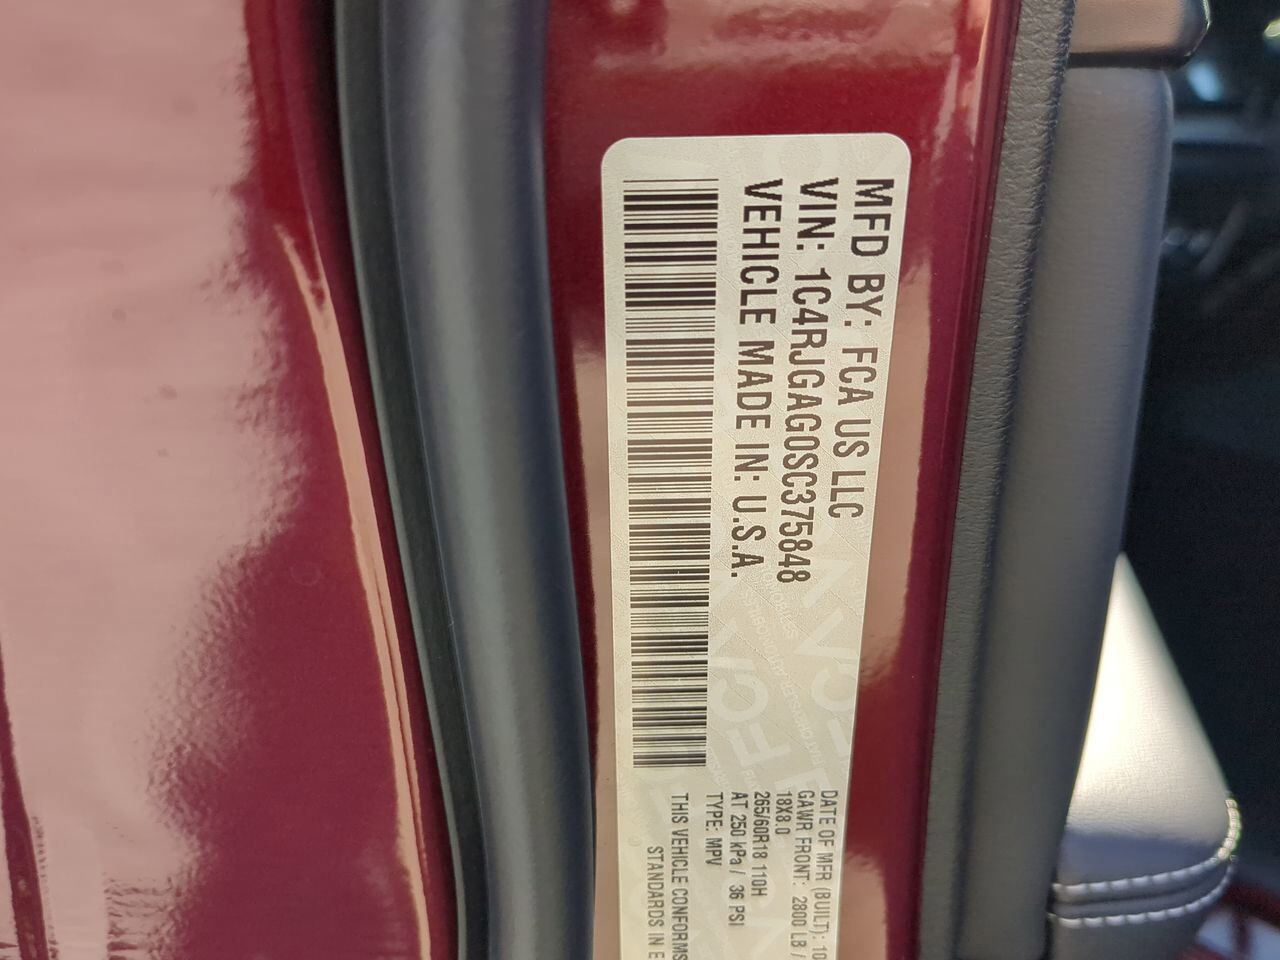 MFD BY: FCA US LLC
VIN: 1C4RJGAG0SC375848
VEHICLE MADE IN: U.S.A.
DATE OF MFR (BUILT): 10
GAWR FRONT: 2800 LB /
18X8.0
265/60R18 110H
AT 250 kPa / 36 PSI
TYPE: MPV
THIS VEHICLE CONFORMS
STANDARDS IN E